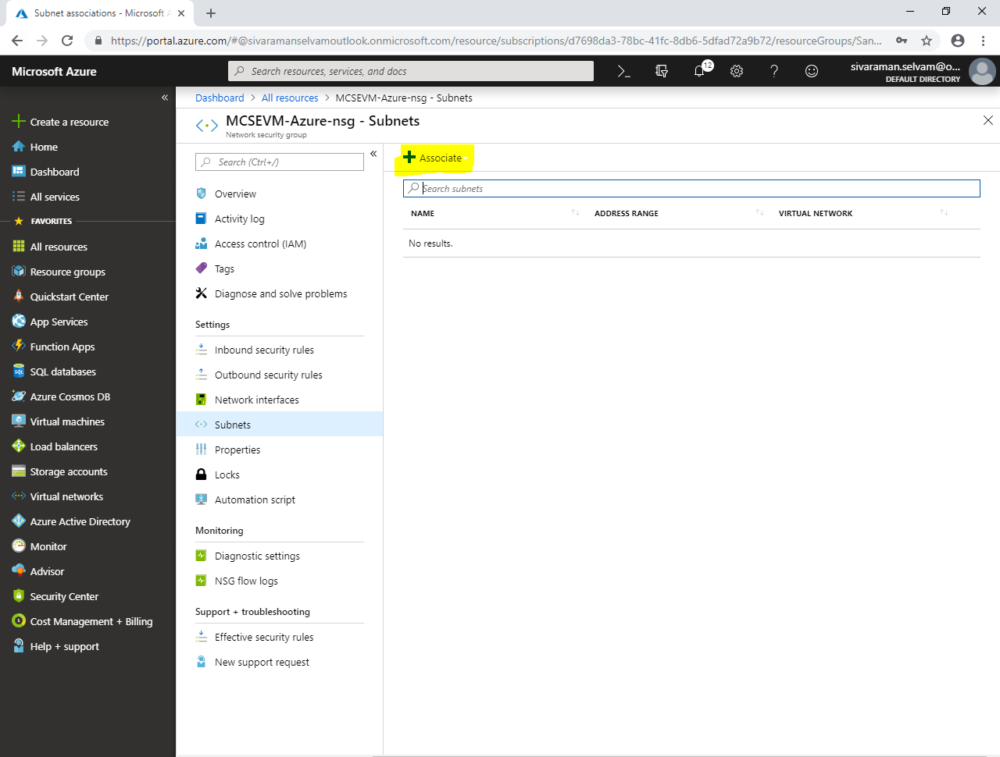 Subnet associations - Microsoft A
https://portal.azure.com/#@sivaramanselvamoutlook.onmicrosoft.com/resource/subscriptions/d7698da3-78bc-41fc-8db6-5dfad72a9b72/resourceGroups/San...
Microsoft Azure
Search resources, services, and docs
12
sivaraman.selvam@o...
DEFAULT DIRECTORY
Create a resource
Home
Dashboard
All services
FAVORITES
All resources
Resource groups
Quickstart Center
App Services
Function Apps
SQL databases
Azure Cosmos DB
Virtual machines
Load balancers
Storage accounts
Virtual networks
Azure Active Directory
Monitor
Advisor
Security Center
Cost Management + Billing
Help + support
Dashboard > All resources > MCSEVM-Azure-nsg - Subnets
MCSEVM-Azure-nsg - Subnets
Network security group
Search (Ctrl+/)
Overview
Activity log
Access control (IAM)
Tags
Diagnose and solve problems
Settings
Inbound security rules
Outbound security rules
Network interfaces
Subnets
Properties
Locks
Automation script
Monitoring
Diagnostic settings
NSG flow logs
Support + troubleshooting
Effective security rules
New support request
Associate
Search subnets
NAME ADDRESS RANGE VIRTUAL NETWORK
No results.